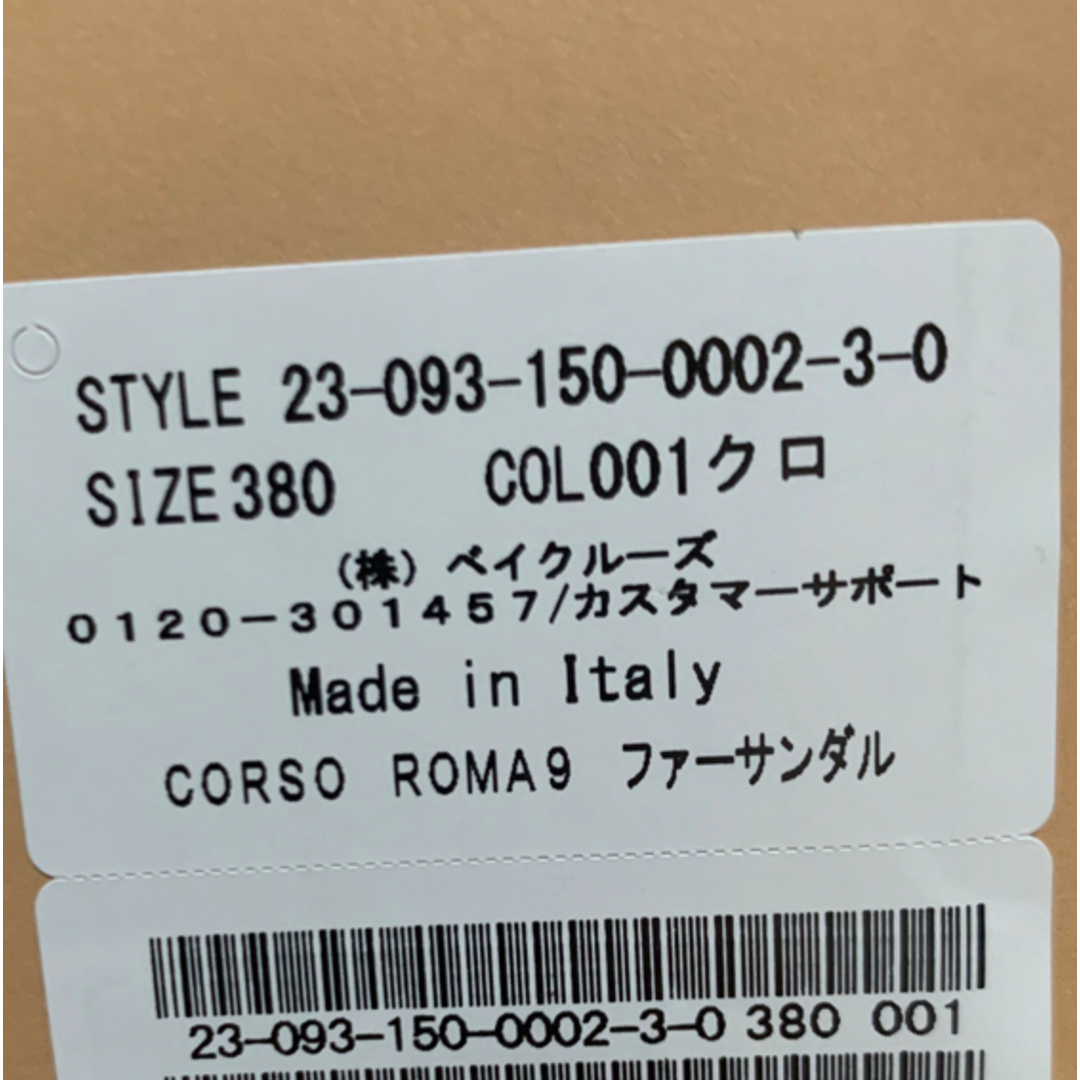 STYLE 23-093-150-0002-3-0
SIZE380 COL001クロ
(株) ベイクルーズ
0120-301457/カスタマーサポート
Made in Italy
CORSO ROMA9 ファーサンダル
23-093-150-0002-3-0 380 001